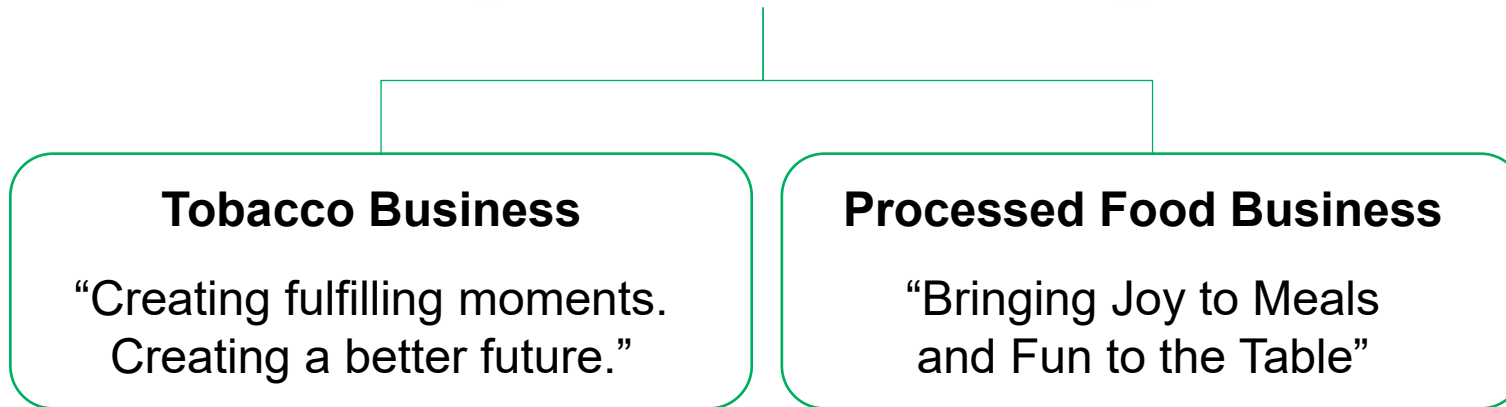 Tobacco Business
“Creating fulfilling moments.
Creating a better future.”
Processed Food Business
“Bringing Joy to Meals
and Fun to the Table”